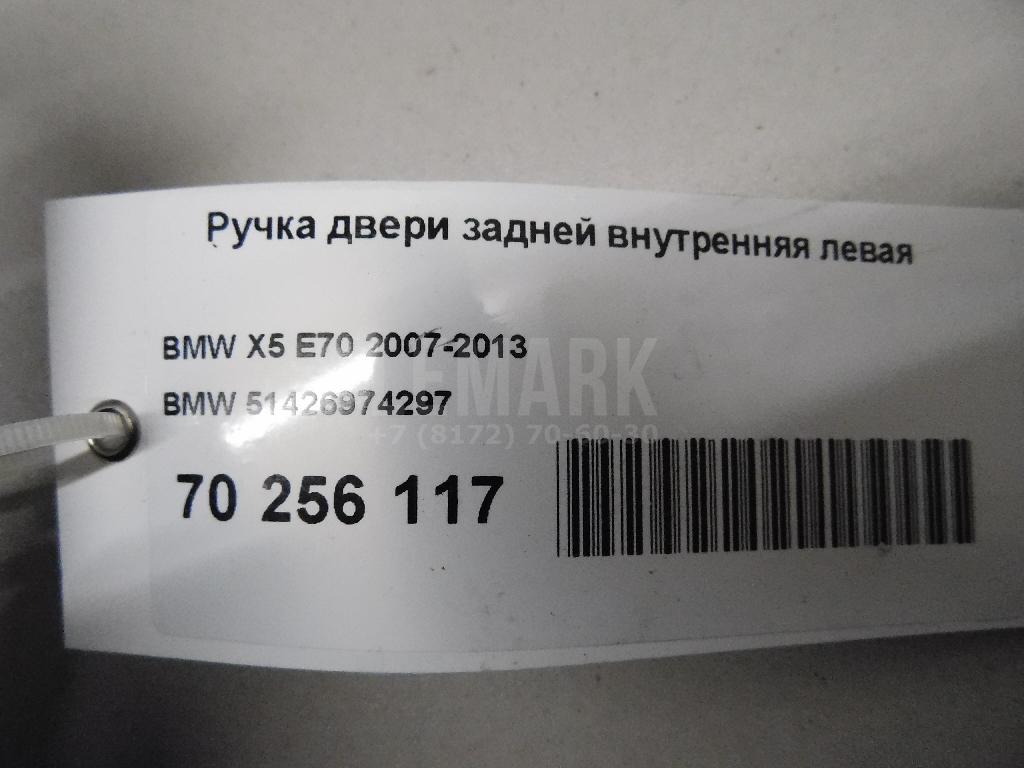 Ручка двери задней внутренняя левая
BMW X5 E70 2007-2013
BMW 51426974297
+7 (8172) 70-60-30
70 256 117